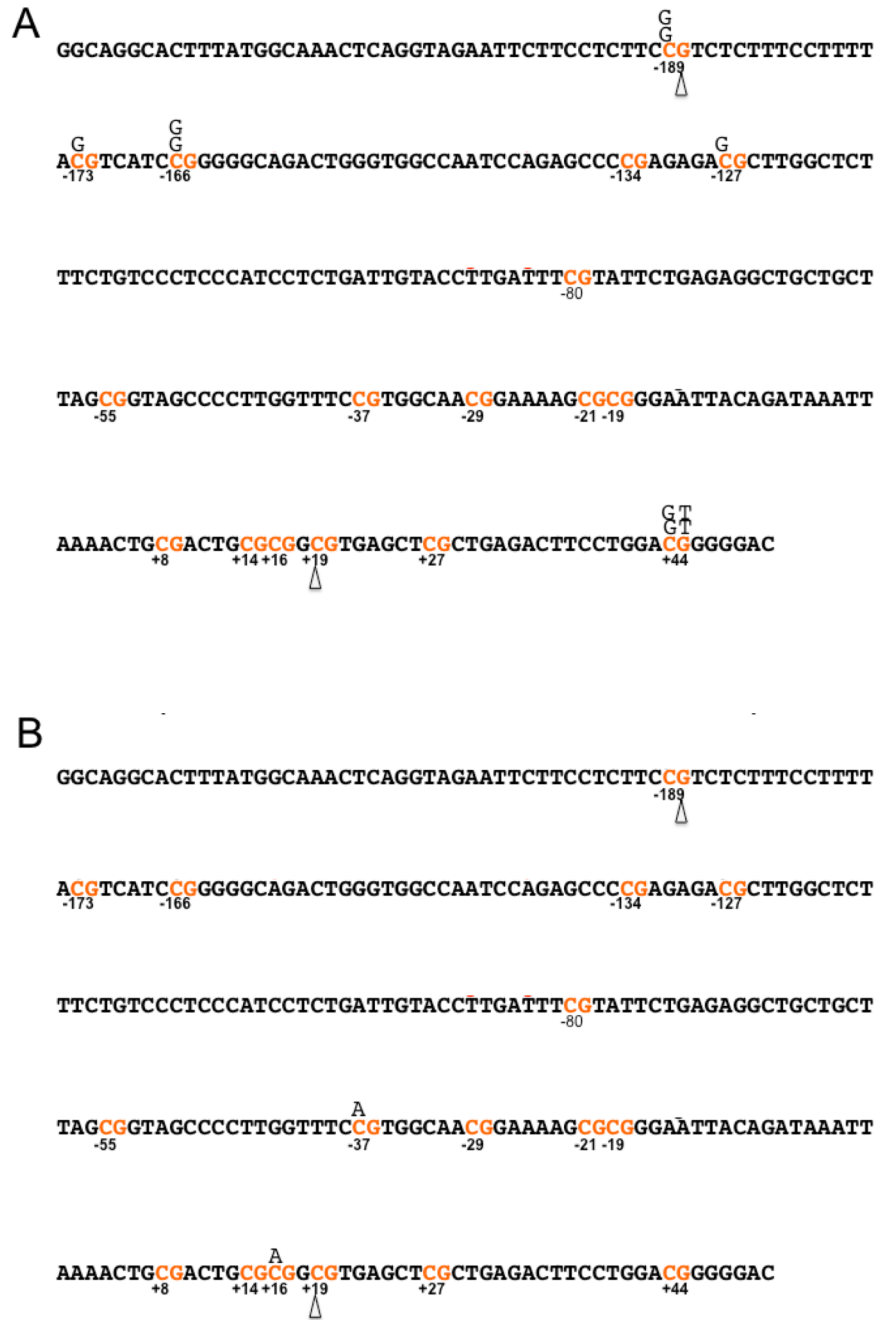 A
G
G
GGCAGGCACTTTATGGCAAACTCAGGTAGAATTCTTCCTCTTCCGTCTCTTTCCTTTT
-189
G
G G G
ACGTCATCCGGGGGCAGACTGGGTGGCCAATCCAGAGCCCCGAGAGACGCTTGGCTCT
-173 -166 -134 -127
TTCTGTCCCTCCCATCCTCTGATTGTACCTTGATTTCGTATTCTGAGAGGCTGCTGCT
-80
TAGCGGTAGCCCCTTGGTTTCCGTGGCAACGGAAAAGCGCGGGAATTACAGATAAATT
-55 -37 -29 -21 -19
GT
GT
AAAACTGCGACTGCGCGGCGTGAGCTCGCTGAGACTTCCTGGACGGGGGAC
+8 +14 +16 +19 +27 +44
B
GGCAGGCACTTTATGGCAAACTCAGGTAGAATTCTTCCTCTTCCGTCTCTTTCCTTTT
-189
ACGTCATCCGGGGGCAGACTGGGTGGCCAATCCAGAGCCCCGAGAGACGCTTGGCTCT
-173 -166 -134 -127
TTCTGTCCCTCCCATCCTCTGATTGTACCTTGATTTCGTATTCTGAGAGGCTGCTGCT
-80
A
TAGCGGTAGCCCCTTGGTTTCCGTGGCAACGGAAAAGCGCGGGAATTACAGATAAATT
-55 -37 -29 -21 -19
A
AAAACTGCGACTGCGCGGCGTGAGCTCGCTGAGACTTCCTGGACGGGGGAC
+8 +14 +16 +19 +27 +44